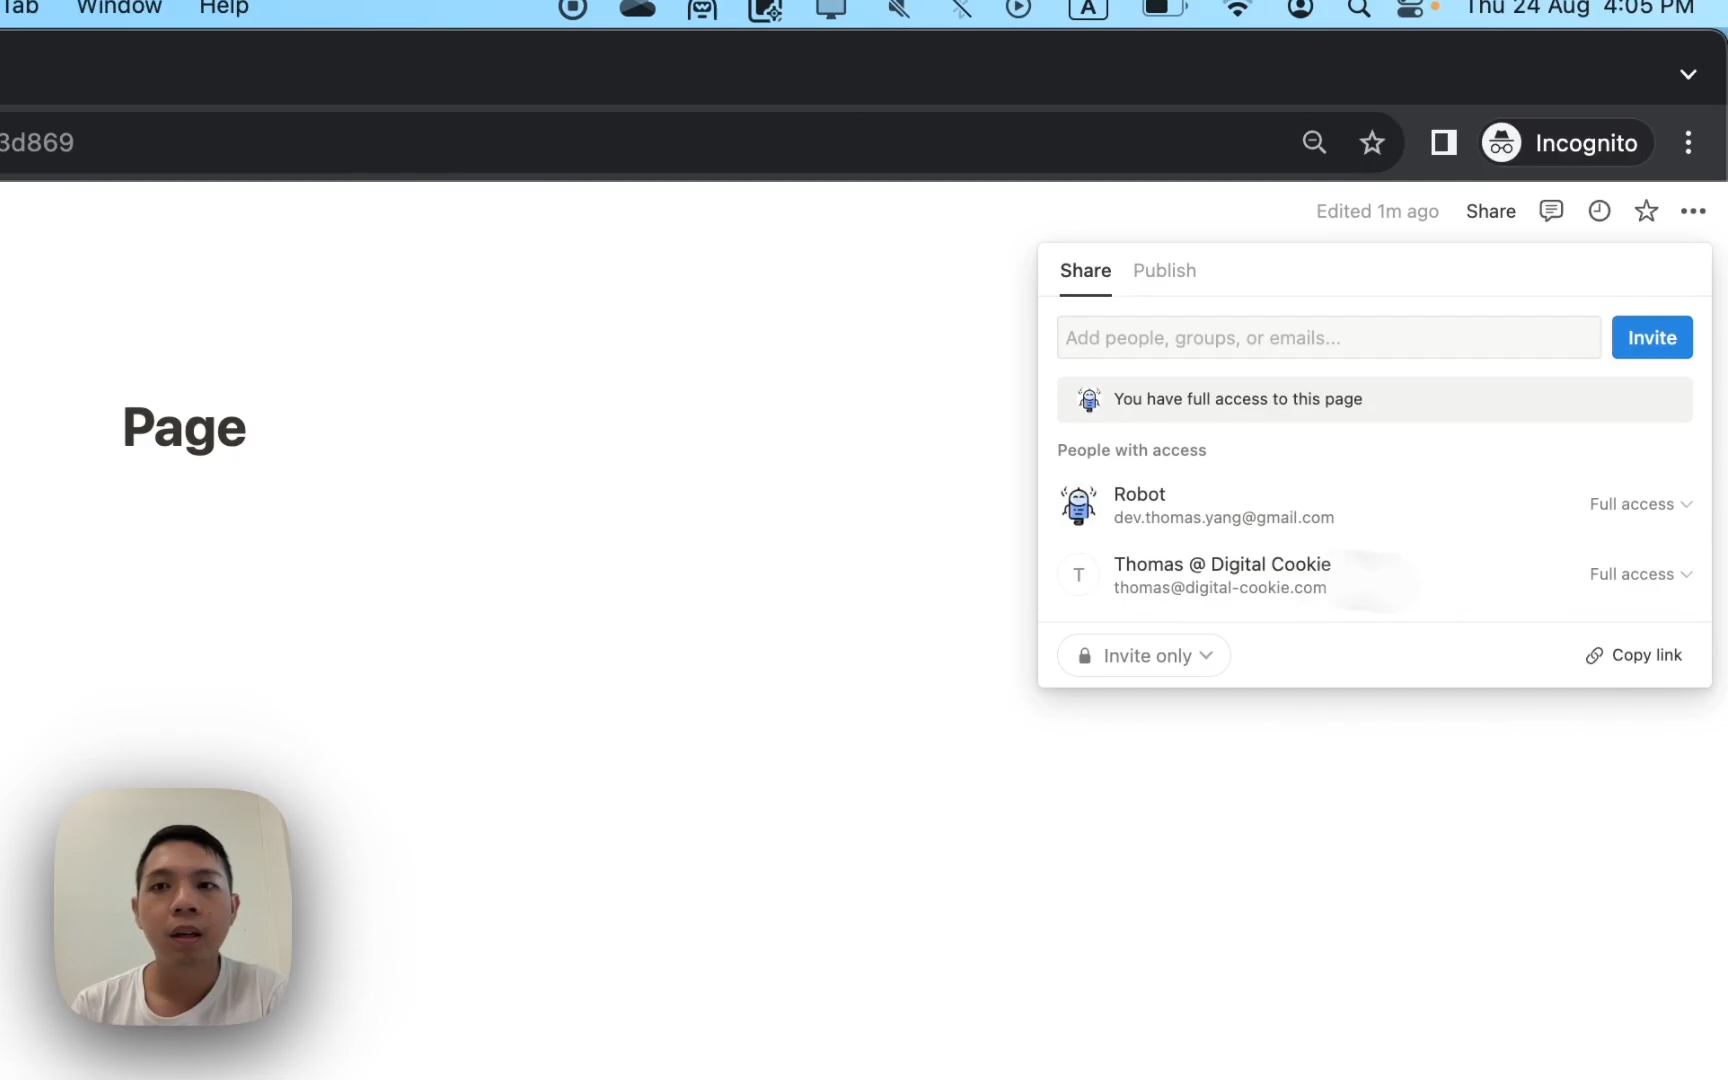 Tab Window Help A Thu 24 Aug 4:05 PM
3d869 Incognito
Edited 1m ago Share
Share Publish
Add people, groups, or emails... Invite
You have full access to this page
Page
People with access
Robot
dev.thomas.yang@gmail.com Full access
T Thomas @ Digital Cookie
thomas@digital-cookie.com Full access
Invite only Copy link